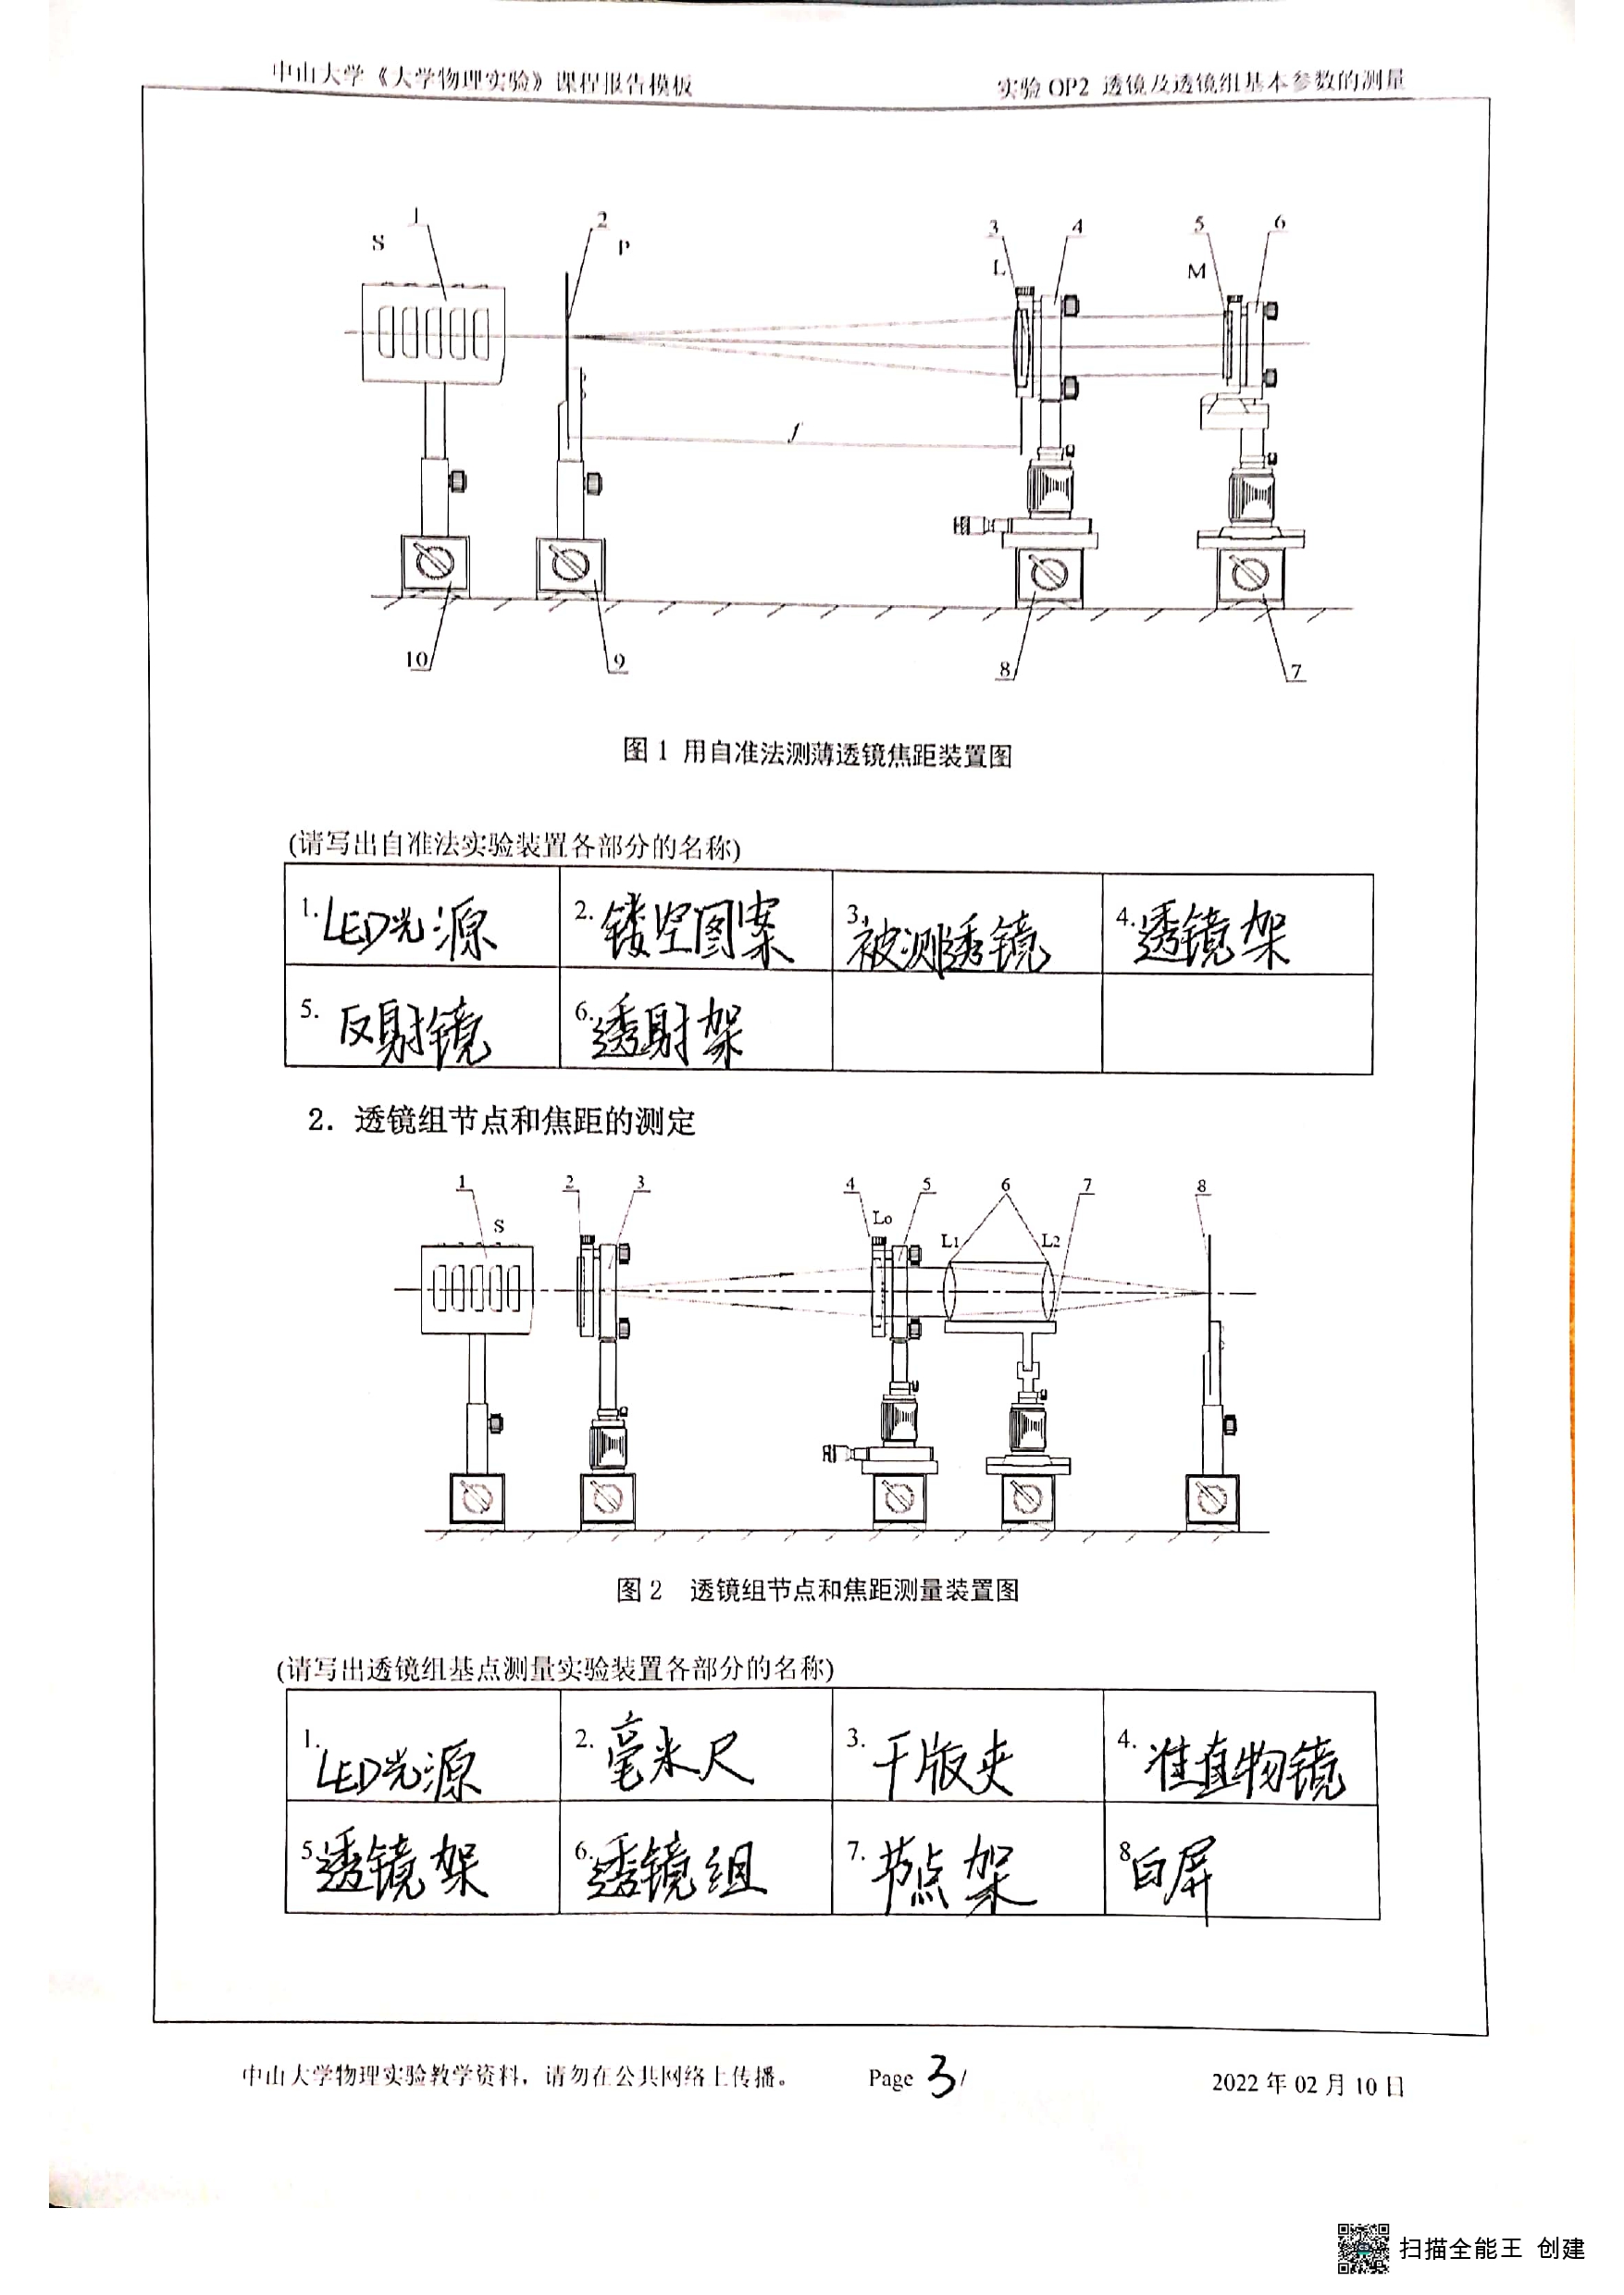 中山大学《大学物理实验》课程报告模板 实验 OP2 透镜及透镜组基本参数的测量
1 2 3 4 5 6
S P L M
f
10 9 8 7
图 1 用自准法测薄透镜焦距装置图
(请写出自准法实验装置各部分的名称)
1. LED光源 2. 镂空图案 3. 被测透镜 4. 透镜架
5. 反射镜 6. 透射架
2. 透镜组节点和焦距的测定
1 2 3 4 5 6 7 8
S Lo L1 L2
图 2 透镜组节点和焦距测量装置图
(请写出透镜组基点测量实验装置各部分的名称)
1. LED光源 2. 毫米尺 3. 干版夹 4. 准直物镜
5. 透镜架 6. 透镜组 7. 节点架 8 白屏
中山大学物理实验教学资料，请勿在公共网络上传播。 Page 3 / 2022 年 02 月 10 日
扫描全能王 创建